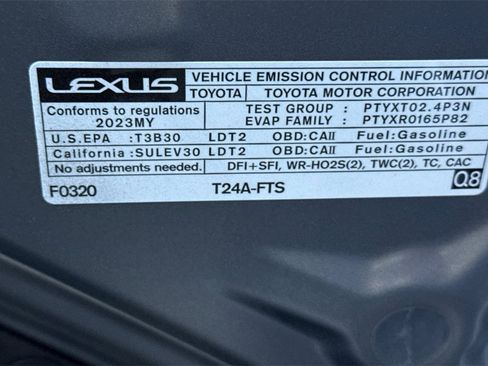 LEXUS VEHICLE EMISSION CONTROL INFORMATION
TOYOTA TOYOTA MOTOR CORPORATION
Conforms to regulations TEST GROUP : PTYXT02.4P3N
2023MY EVAP FAMILY : PTYXR0165P82
U.S.EPA :T3B30 LDT2 OBD:CAII Fuel:Gasoline
California :SULEV30 LDT2 OBD:CAII Fuel:Gasoline
No adjustments needed. DFI+SFI, WR-HO2S(2), TWC(2), TC, CAC
F0320 T24A-FTS Q8